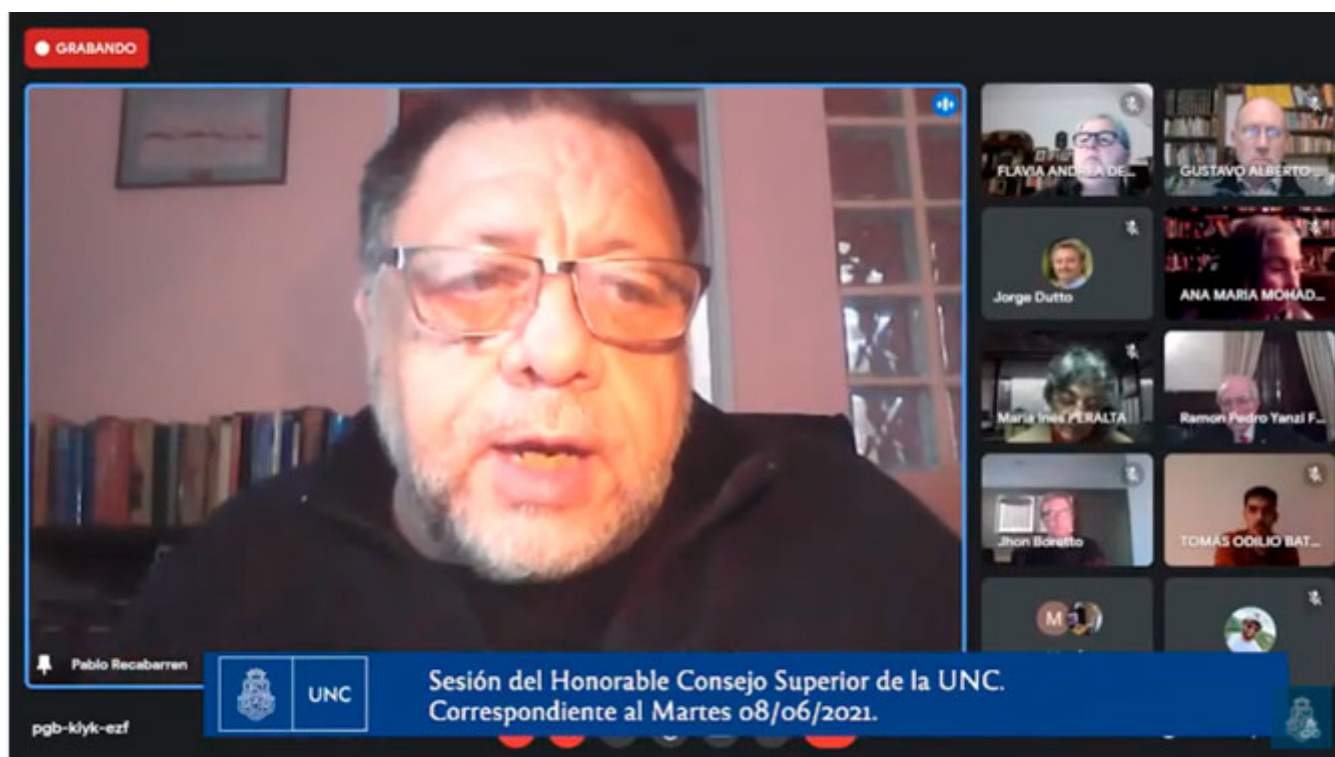 GRABANDO
FLAVIA ANDREA DE...
GUSTAVO ALBERTO ...
Jorge Dutto
ANA MARIA MOHAD...
Maria Ines PERALTA
Ramon Pedro Yanzi F...
Jhon Boretto
TOMÁS ODILIO BAT...
M
Pablo Recabarren
UNC
Sesión del Honorable Consejo Superior de la UNC.
Correspondiente al Martes 08/06/2021.
pgb-klyk-ezf